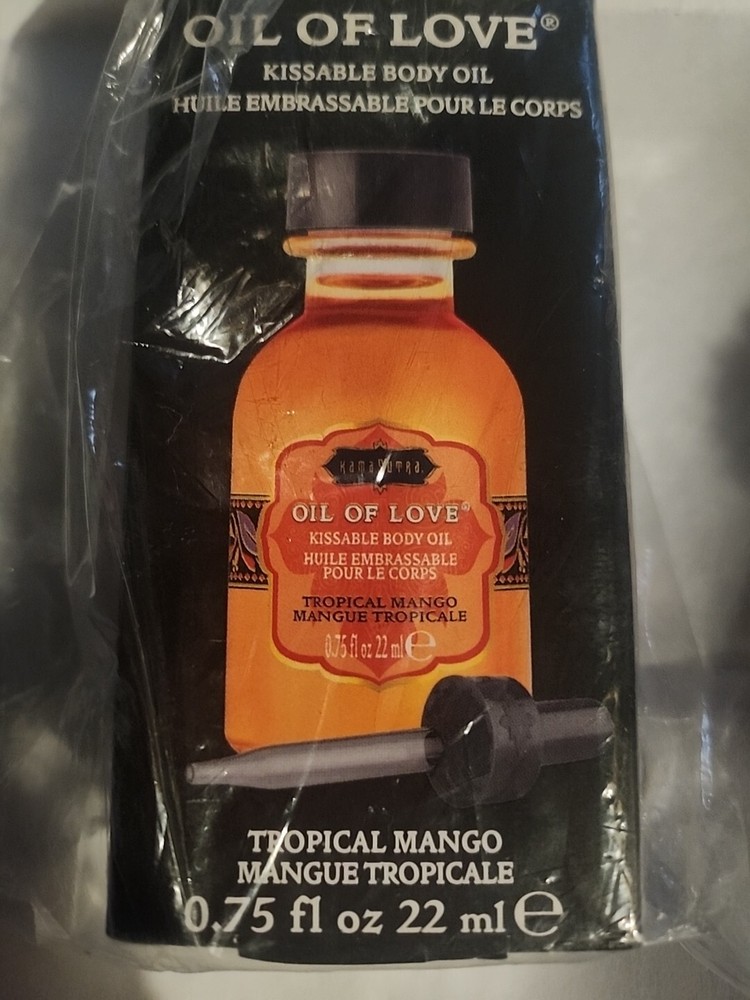 OIL OF LOVE®
KISSABLE BODY OIL
HUILE EMBRASSABLE POUR LE CORPS
KAMA SUTRA
OIL OF LOVE®
KISSABLE BODY OIL
HUILE EMBRASSABLE
POUR LE CORPS
TROPICAL MANGO
MANGUE TROPICALE
0.75 fl oz 22 ml ℮
TROPICAL MANGO
MANGUE TROPICALE
0.75 fl oz 22 ml ℮